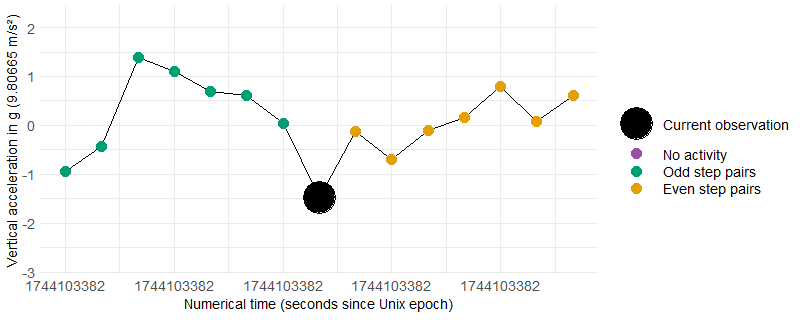 Vertical acceleration in g (9.80665 m/s²)
2
1
0
-1
-2
-3
1744103382 1744103382 1744103382 1744103382 1744103382
Numerical time (seconds since Unix epoch)
Current observation
No activity
Odd step pairs
Even step pairs